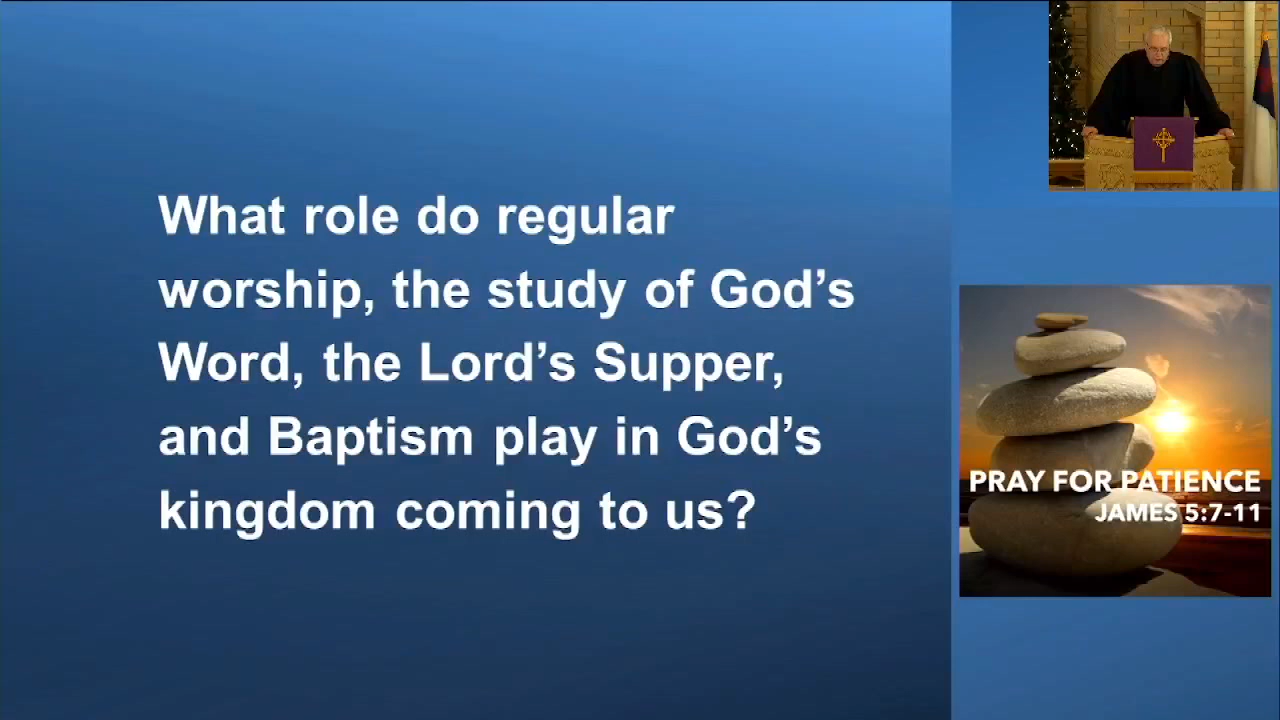 What role do regular
worship, the study of God’s
Word, the Lord’s Supper,
and Baptism play in God’s
kingdom coming to us?
PRAY FOR PATIENCE
JAMES 5:7-11